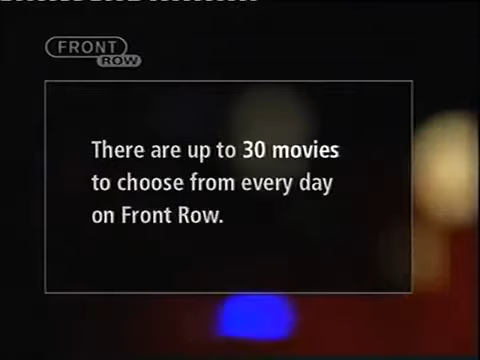 FRONT
ROW
There are up to 30 movies
to choose from every day
on Front Row.